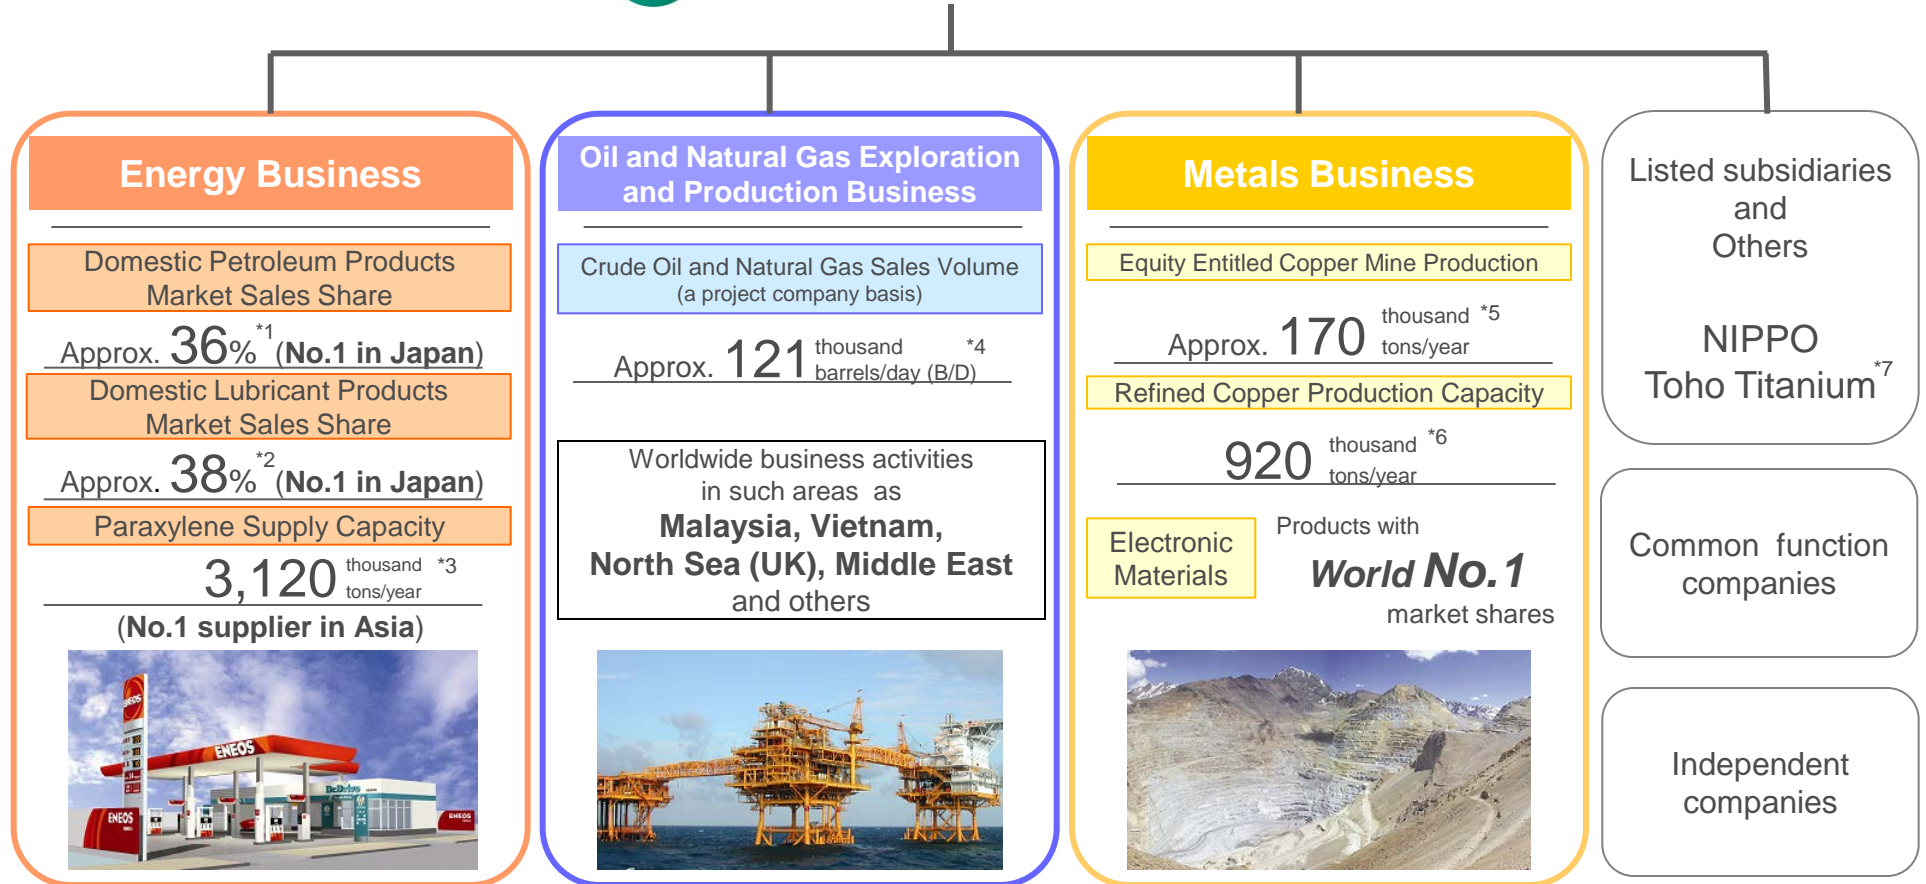 Energy Business
Domestic Petroleum Products
Market Sales Share
Approx. 36% *1 (No.1 in Japan)
Domestic Lubricant Products
Market Sales Share
Approx. 38% *2 (No.1 in Japan)
Paraxylene Supply Capacity
3,120 thousand tons/year *3
(No.1 supplier in Asia)
ENEOS
ENEOS
Dr.Drive
ENEOS
ENEOS
Oil and Natural Gas Exploration
and Production Business
Crude Oil and Natural Gas Sales Volume
(a project company basis)
Approx. 121 thousand barrels/day (B/D) *4
Worldwide business activities
in such areas as
Malaysia, Vietnam,
North Sea (UK), Middle East
and others
Metals Business
Equity Entitled Copper Mine Production
Approx. 170 thousand tons/year *5
Refined Copper Production Capacity
920 thousand tons/year *6
Electronic
Materials
Products with
World No.1
market shares
Listed subsidiaries
and
Others
NIPPO
Toho Titanium *7
Common function
companies
Independent
companies